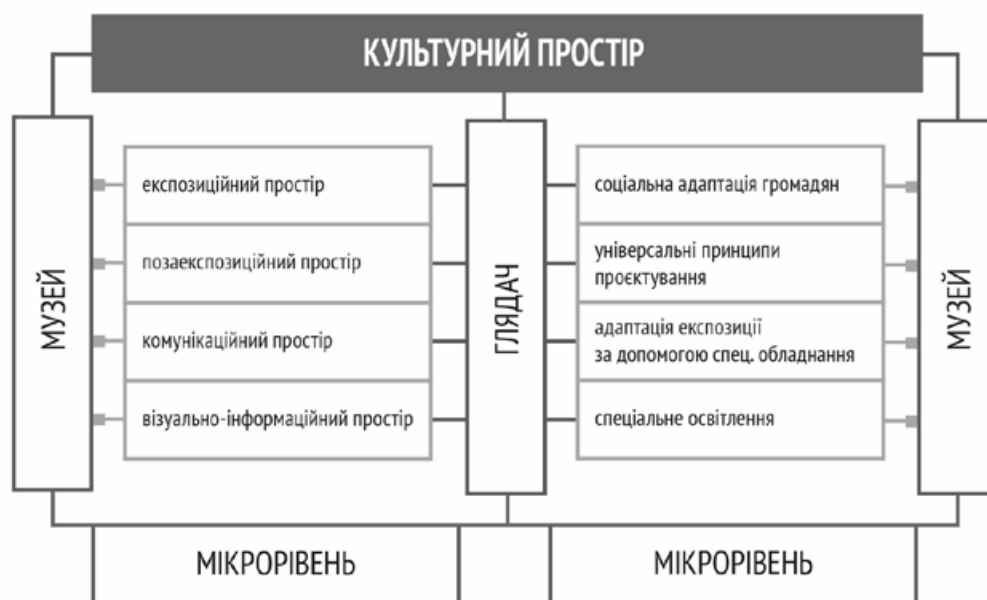 КУЛЬТУРНИЙ ПРОСТІР
МУЗЕЙ
експозиційний простір
позаекспозиційний простір
комунікаційний простір
візуально-інформаційний простір
ГЛЯДАЧ
соціальна адаптація громадян
універсальні принципи
проєктування
адаптація експозиції
за допомогою спец. обладнання
спеціальне освітлення
МУЗЕЙ
МІКРОРІВЕНЬ
МІКРОРІВЕНЬ